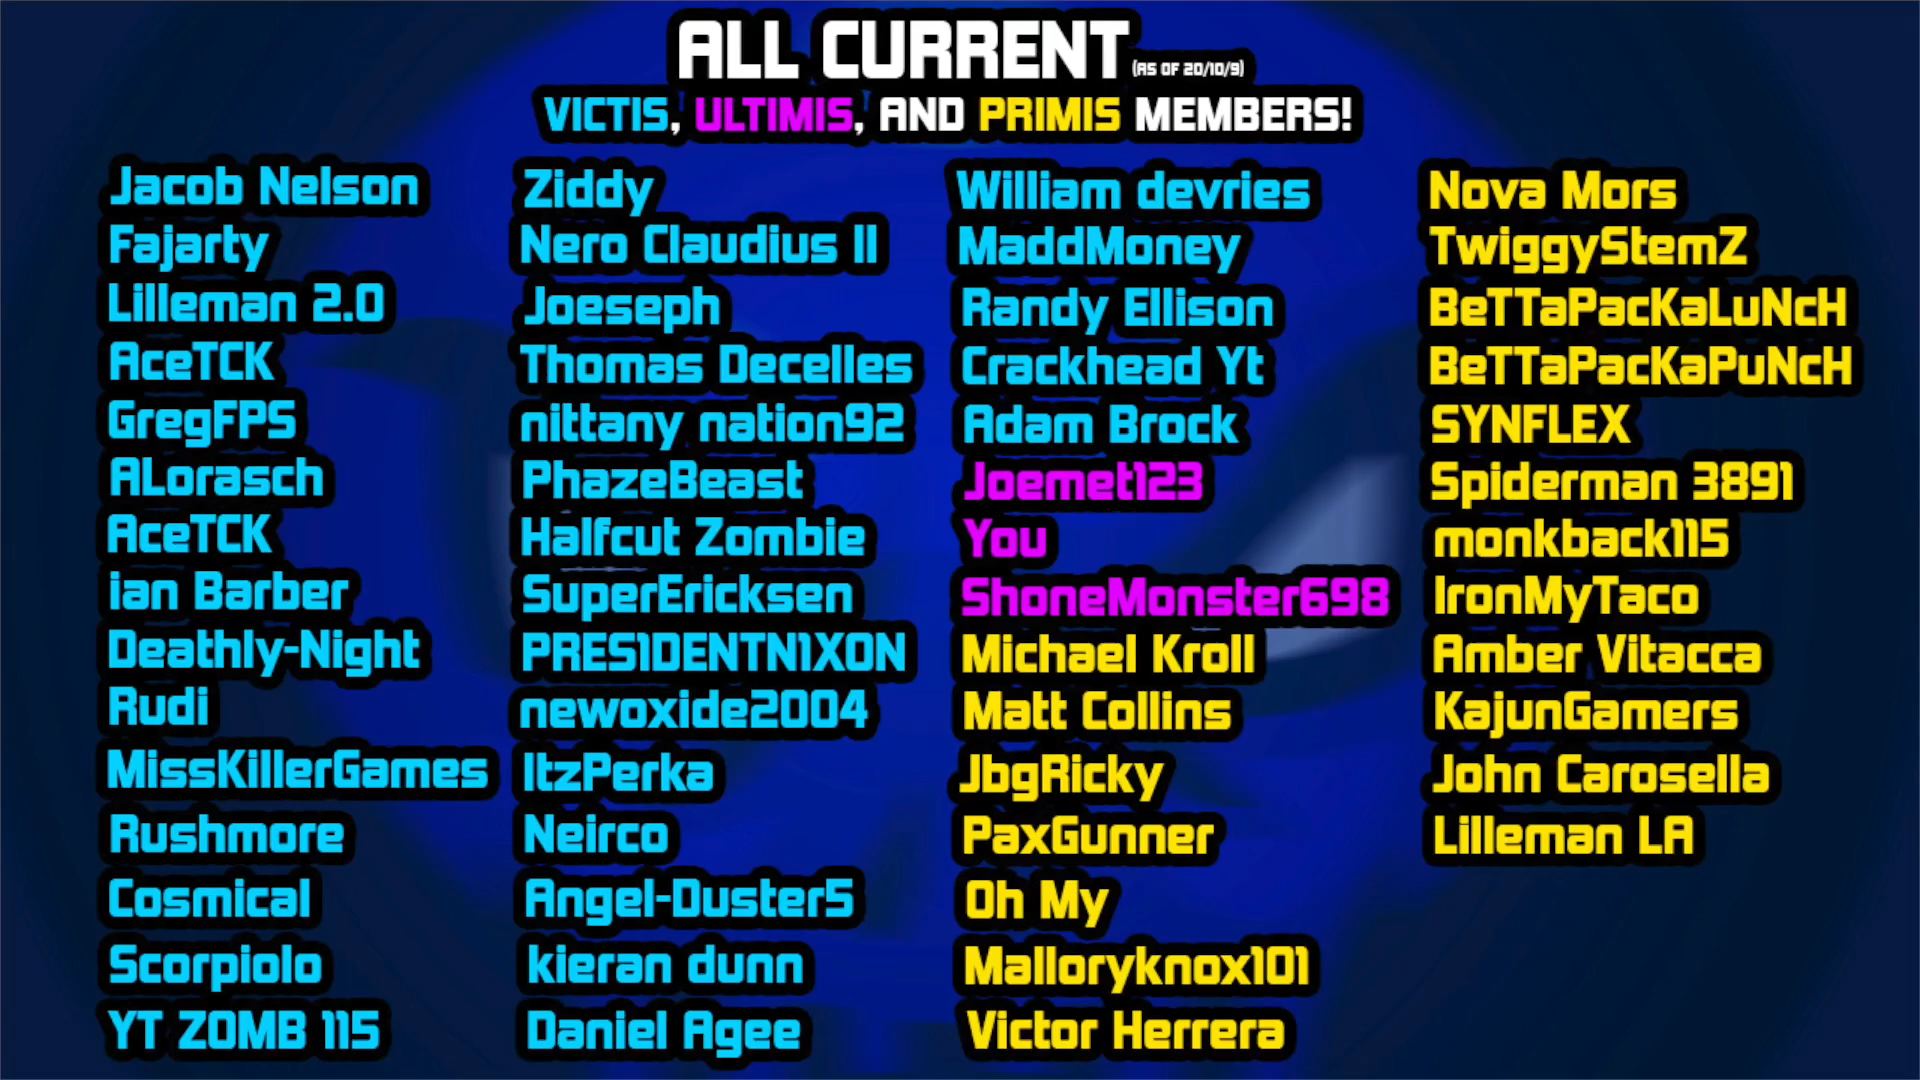 ALL CURRENT (AS OF 20/10/9)
VICTIS, ULTIMIS, AND PRIMIS MEMBERS!
Jacob Nelson
Fajarty
Lilleman 2.0
AceTCK
GregFPS
ALorasch
AceTCK
ian Barber
Deathly-Night
Rudi
MissKillerGames
Rushmore
Cosmical
Scorpiolo
YT ZOMB 115
Ziddy
Nero Claudius II
Joeseph
Thomas Decelles
nittany nation92
PhazeBeast
Halfcut Zombie
SuperEricksen
PRES1DENTN1X0N
newoxide2004
ItzPerka
Neirco
Angel-Duster5
kieran dunn
Daniel Agee
William devries
MaddMoney
Randy Ellison
Crackhead Yt
Adam Brock
Joemet123
You
ShoneMonster698
Michael Kroll
Matt Collins
JbgRicky
PaxGunner
Oh My
Malloryknox101
Victor Herrera
Nova Mors
TwiggyStemZ
BeTTaPacKaLuNcH
BeTTaPacKaPuNcH
SYNFLEX
Spiderman 3891
monkback115
IronMyTaco
Amber Vitacca
KajunGamers
John Carosella
Lilleman LA